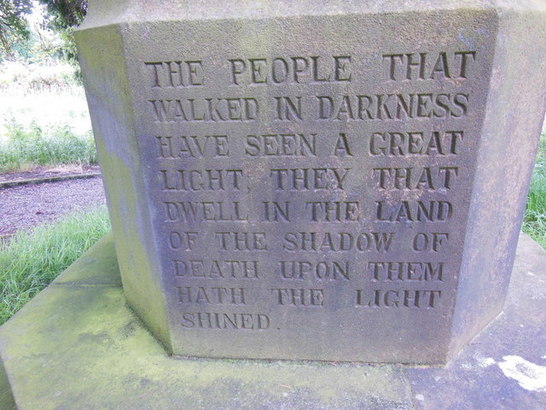 THE PEOPLE THAT
WALKED IN DARKNESS
HAVE SEEN A GREAT
LIGHT, THEY THAT
DWELL IN THE LAND
OF THE SHADOW OF
DEATH UPON THEM
HATH THE LIGHT
SHINED.